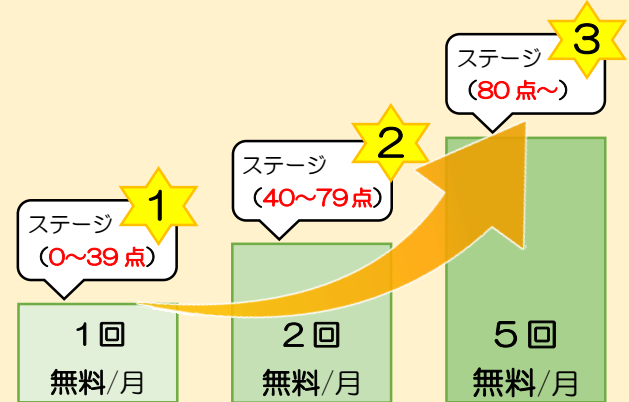 ステージ 1
(0～39点)
1回
無料/月
ステージ 2
(40～79点)
2回
無料/月
ステージ 3
(80点～)
5回
無料/月